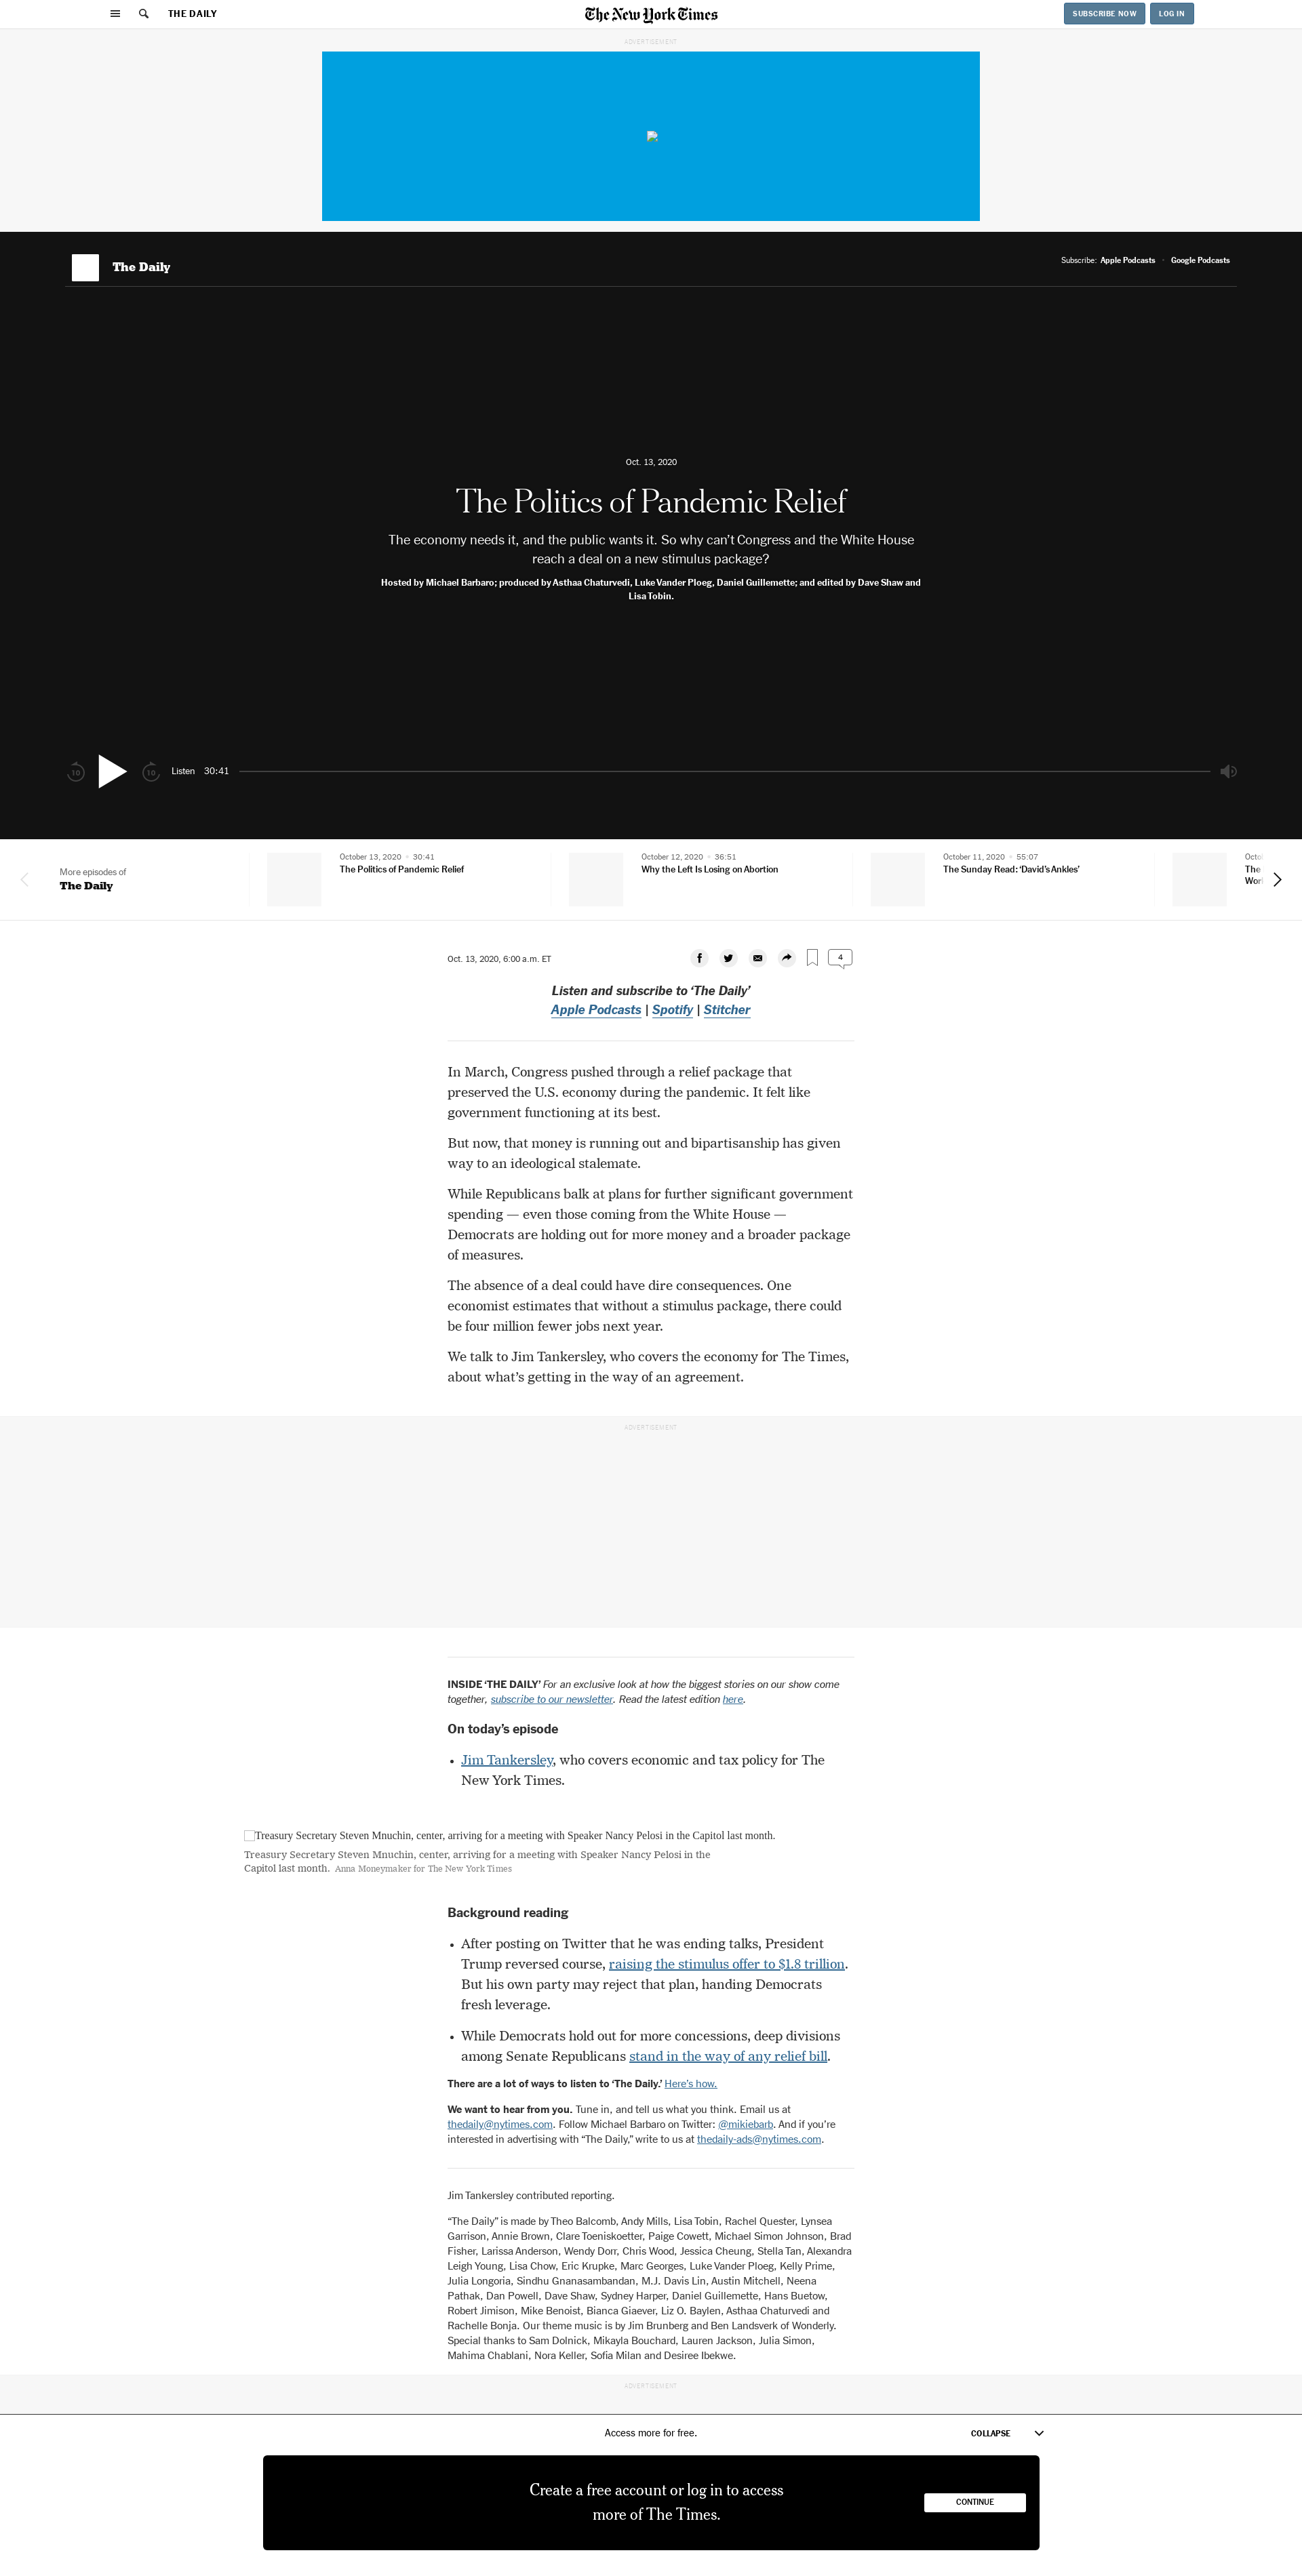 THE DAILY
The New York Times
SUBSCRIBE NOW
LOG IN
ADVERTISEMENT
The Daily
Subscribe: Apple Podcasts • Google Podcasts
Oct. 13, 2020
The Politics of Pandemic Relief
The economy needs it, and the public wants it. So why can’t Congress and the White House
reach a deal on a new stimulus package?
Hosted by Michael Barbaro; produced by Asthaa Chaturvedi, Luke Vander Ploeg, Daniel Guillemette; and edited by Dave Shaw and
Lisa Tobin.
10
10
Listen 30:41
More episodes of
The Daily
October 13, 2020 • 30:41
The Politics of Pandemic Relief
October 12, 2020 • 36:51
Why the Left Is Losing on Abortion
October 11, 2020 • 55:07
The Sunday Read: ‘David’s Ankles’
The
Oct. 13, 2020, 6:00 a.m. ET
4
Listen and subscribe to ‘The Daily’
Apple Podcasts | Spotify | Stitcher
In March, Congress pushed through a relief package that
preserved the U.S. economy during the pandemic. It felt like
government functioning at its best.
But now, that money is running out and bipartisanship has given
way to an ideological stalemate.
While Republicans balk at plans for further significant government
spending — even those coming from the White House —
Democrats are holding out for more money and a broader package
of measures.
The absence of a deal could have dire consequences. One
economist estimates that without a stimulus package, there could
be four million fewer jobs next year.
We talk to Jim Tankersley, who covers the economy for The Times,
about what’s getting in the way of an agreement.
ADVERTISEMENT
INSIDE ‘THE DAILY’ For an exclusive look at how the biggest stories on our show come
together, subscribe to our newsletter. Read the latest edition here.
On today’s episode
• Jim Tankersley, who covers economic and tax policy for The
New York Times.
Treasury Secretary Steven Mnuchin, center, arriving for a meeting with Speaker Nancy Pelosi in the Capitol last month.
Treasury Secretary Steven Mnuchin, center, arriving for a meeting with Speaker Nancy Pelosi in the
Capitol last month. Anna Moneymaker for The New York Times
Background reading
• After posting on Twitter that he was ending talks, President
Trump reversed course, raising the stimulus offer to $1.8 trillion.
But his own party may reject that plan, handing Democrats
fresh leverage.
• While Democrats hold out for more concessions, deep divisions
among Senate Republicans stand in the way of any relief bill.
There are a lot of ways to listen to ‘The Daily.’ Here’s how.
We want to hear from you. Tune in, and tell us what you think. Email us at
thedaily@nytimes.com. Follow Michael Barbaro on Twitter: @mikiebarb. And if you’re
interested in advertising with “The Daily,” write to us at thedaily-ads@nytimes.com.
Jim Tankersley contributed reporting.
“The Daily” is made by Theo Balcomb, Andy Mills, Lisa Tobin, Rachel Quester, Lynsea
Garrison, Annie Brown, Clare Toeniskoetter, Paige Cowett, Michael Simon Johnson, Brad
Fisher, Larissa Anderson, Wendy Dorr, Chris Wood, Jessica Cheung, Stella Tan, Alexandra
Leigh Young, Lisa Chow, Eric Krupke, Marc Georges, Luke Vander Ploeg, Kelly Prime,
Julia Longoria, Sindhu Gnanasambandan, M.J. Davis Lin, Austin Mitchell, Neena
Pathak, Dan Powell, Dave Shaw, Sydney Harper, Daniel Guillemette, Hans Buetow,
Robert Jimison, Mike Benoist, Bianca Giaever, Liz O. Baylen, Asthaa Chaturvedi and
Rachelle Bonja. Our theme music is by Jim Brunberg and Ben Landsverk of Wonderly.
Special thanks to Sam Dolnick, Mikayla Bouchard, Lauren Jackson, Julia Simon,
Mahima Chablani, Nora Keller, Sofia Milan and Desiree Ibekwe.
ADVERTISEMENT
Access more for free.
COLLAPSE
Create a free account or log in to access
more of The Times.
CONTINUE